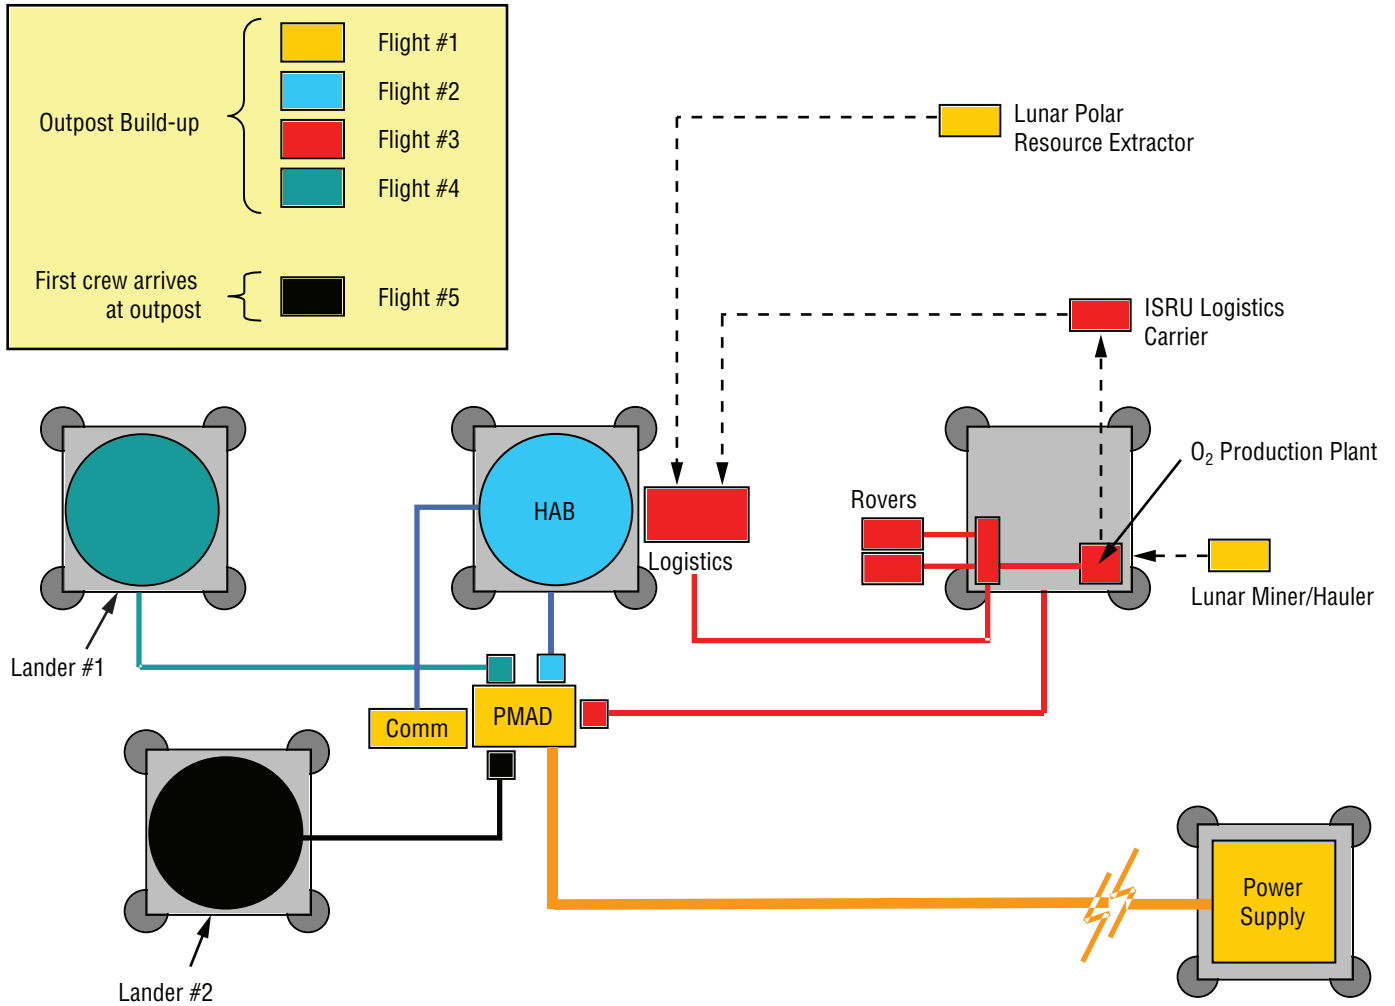 Flight #1
Flight #2
Outpost Build-up
Flight #3
Flight #4
First crew arrives
at outpost
Flight #5
Lunar Polar
Resource Extractor
ISRU Logistics
Carrier
O2 Production Plant
Rovers
HAB
Logistics
Lunar Miner/Hauler
Lander #1
PMAD
Comm
Power
Supply
Lander #2